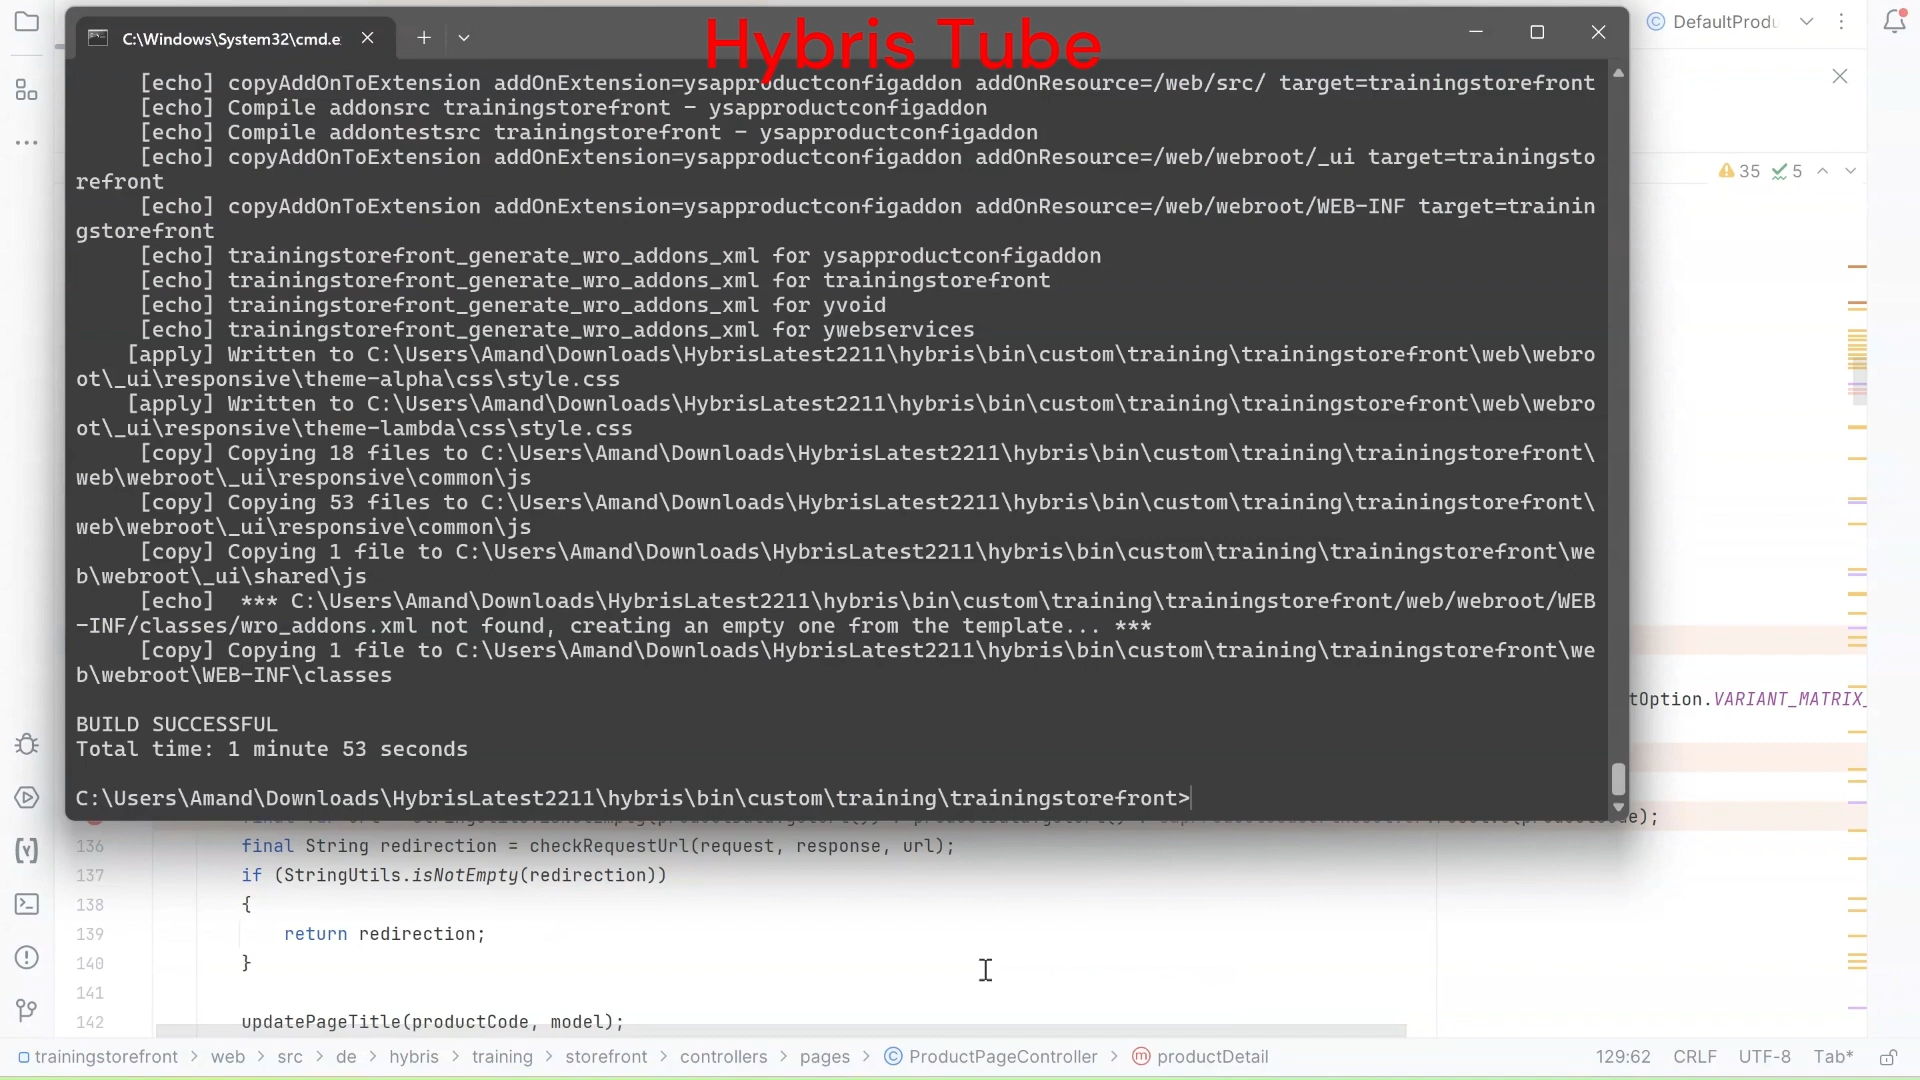 C:\Windows\System32\cmd.e
Hybris Tube
DefaultProdu
[echo] copyAddOnToExtension addOnExtension=ysapproductconfigaddon addOnResource=/web/src/ target=trainingstorefront
[echo] Compile addonsrc trainingstorefront - ysapproductconfigaddon
[echo] Compile addontestsrc trainingstorefront - ysapproductconfigaddon
[echo] copyAddOnToExtension addOnExtension=ysapproductconfigaddon addOnResource=/web/webroot/_ui target=trainingsto
refront
35 5
[echo] copyAddOnToExtension addOnExtension=ysapproductconfigaddon addOnResource=/web/webroot/WEB-INF target=trainin
gstorefront
[echo] trainingstorefront_generate_wro_addons_xml for ysapproductconfigaddon
[echo] trainingstorefront_generate_wro_addons_xml for trainingstorefront
[echo] trainingstorefront_generate_wro_addons_xml for yvoid
[echo] trainingstorefront_generate_wro_addons_xml for ywebservices
[apply] Written to C:\Users\Amand\Downloads\HybrisLatest2211\hybris\bin\custom\training\trainingstorefront\web\webro
ot\_ui\responsive\theme-alpha\css\style.css
[apply] Written to C:\Users\Amand\Downloads\HybrisLatest2211\hybris\bin\custom\training\trainingstorefront\web\webro
ot\_ui\responsive\theme-lambda\css\style.css
[copy] Copying 18 files to C:\Users\Amand\Downloads\HybrisLatest2211\hybris\bin\custom\training\trainingstorefront\
web\webroot\_ui\responsive\common\js
[copy] Copying 53 files to C:\Users\Amand\Downloads\HybrisLatest2211\hybris\bin\custom\training\trainingstorefront\
web\webroot\_ui\responsive\common\js
[copy] Copying 1 file to C:\Users\Amand\Downloads\HybrisLatest2211\hybris\bin\custom\training\trainingstorefront\we
b\webroot\_ui\shared\js
[echo]  *** C:\Users\Amand\Downloads\HybrisLatest2211\hybris\bin\custom\training\trainingstorefront/web/webroot/WEB
-INF/classes/wro_addons.xml not found, creating an empty one from the template... ***
[copy] Copying 1 file to C:\Users\Amand\Downloads\HybrisLatest2211\hybris\bin\custom\training\trainingstorefront\we
b\webroot\WEB-INF\classes
tOption.VARIANT_MATRIX_
BUILD SUCCESSFUL
Total time: 1 minute 53 seconds
C:\Users\Amand\Downloads\HybrisLatest2211\hybris\bin\custom\training\trainingstorefront>
136 final String redirection = checkRequestUrl(request, response, url);
137 if (StringUtils.isNotEmpty(redirection))
138 {
139 return redirection;
140 }
141
142 updatePageTitle(productCode, model);
trainingstorefront > web > src > de > hybris > training > storefront > controllers > pages > ProductPageController > productDetail
129:62 CRLF UTF-8 Tab*